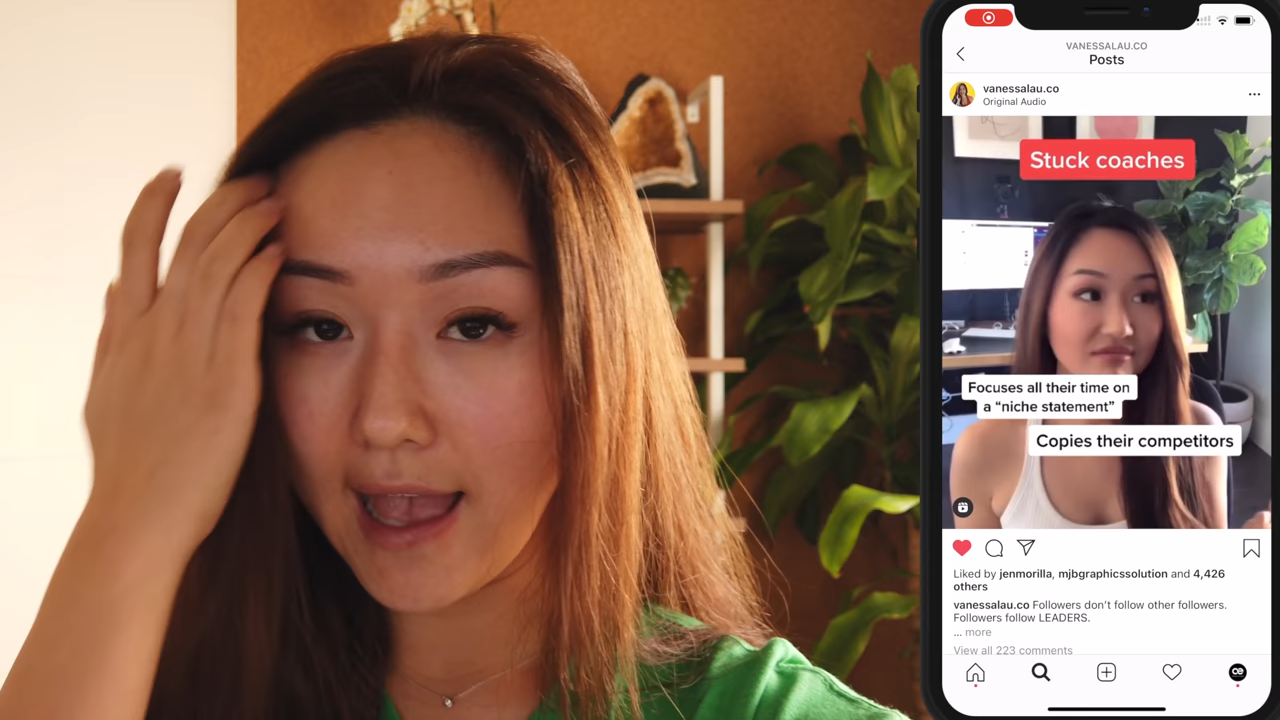 VANESSALAU.CO
Posts
vanessalau.co
Original Audio
Stuck coaches
Focuses all their time on
a “niche statement”
Copies their competitors
Liked by jenmorilla, mjbgraphicssolution and 4,426
others
vanessalau.co Followers don’t follow other followers.
Followers follow LEADERS.
... more
View all 223 comments